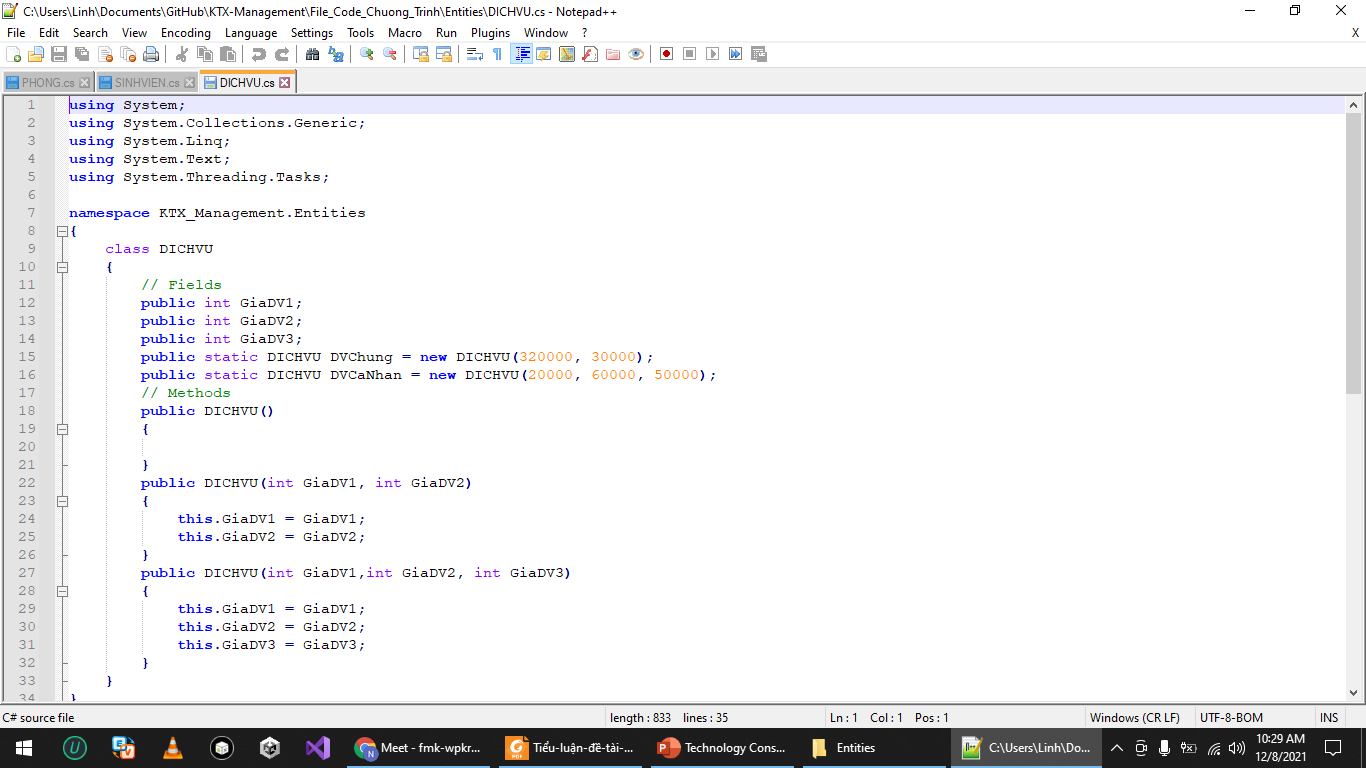 C:\Users\Linh\Documents\GitHub\KTX-Management\File_Code_Chuong_Trinh\Entities\DICHVU.cs - Notepad++
File Edit Search View Encoding Language Settings Tools Macro Run Plugins Window ? X
PHONG.cs SINHVIEN.cs DICHVU.cs
1 using System;
2 using System.Collections.Generic;
3 using System.Linq;
4 using System.Text;
5 using System.Threading.Tasks;
6
7 namespace KTX_Management.Entities
8 {
9 class DICHVU
10 {
11 // Fields
12 public int GiaDV1;
13 public int GiaDV2;
14 public int GiaDV3;
15 public static DICHVU DVChung = new DICHVU(320000, 30000);
16 public static DICHVU DVCaNhan = new DICHVU(20000, 60000, 50000);
17 // Methods
18 public DICHVU()
19 {
20
21 }
22 public DICHVU(int GiaDV1, int GiaDV2)
23 {
24 this.GiaDV1 = GiaDV1;
25 this.GiaDV2 = GiaDV2;
26 }
27 public DICHVU(int GiaDV1,int GiaDV2, int GiaDV3)
28 {
29 this.GiaDV1 = GiaDV1;
30 this.GiaDV2 = GiaDV2;
31 this.GiaDV3 = GiaDV3;
32 }
33 }
34 }
C# source file length : 833 lines : 35 Ln : 1 Col : 1 Pos : 1 Windows (CR LF) UTF-8-BOM INS
Meet - fmk-wpkr... Tiểu-luận-đề-tài-... Technology Cons... Entities C:\Users\Linh\Do... 10:29 AM
12/8/2021